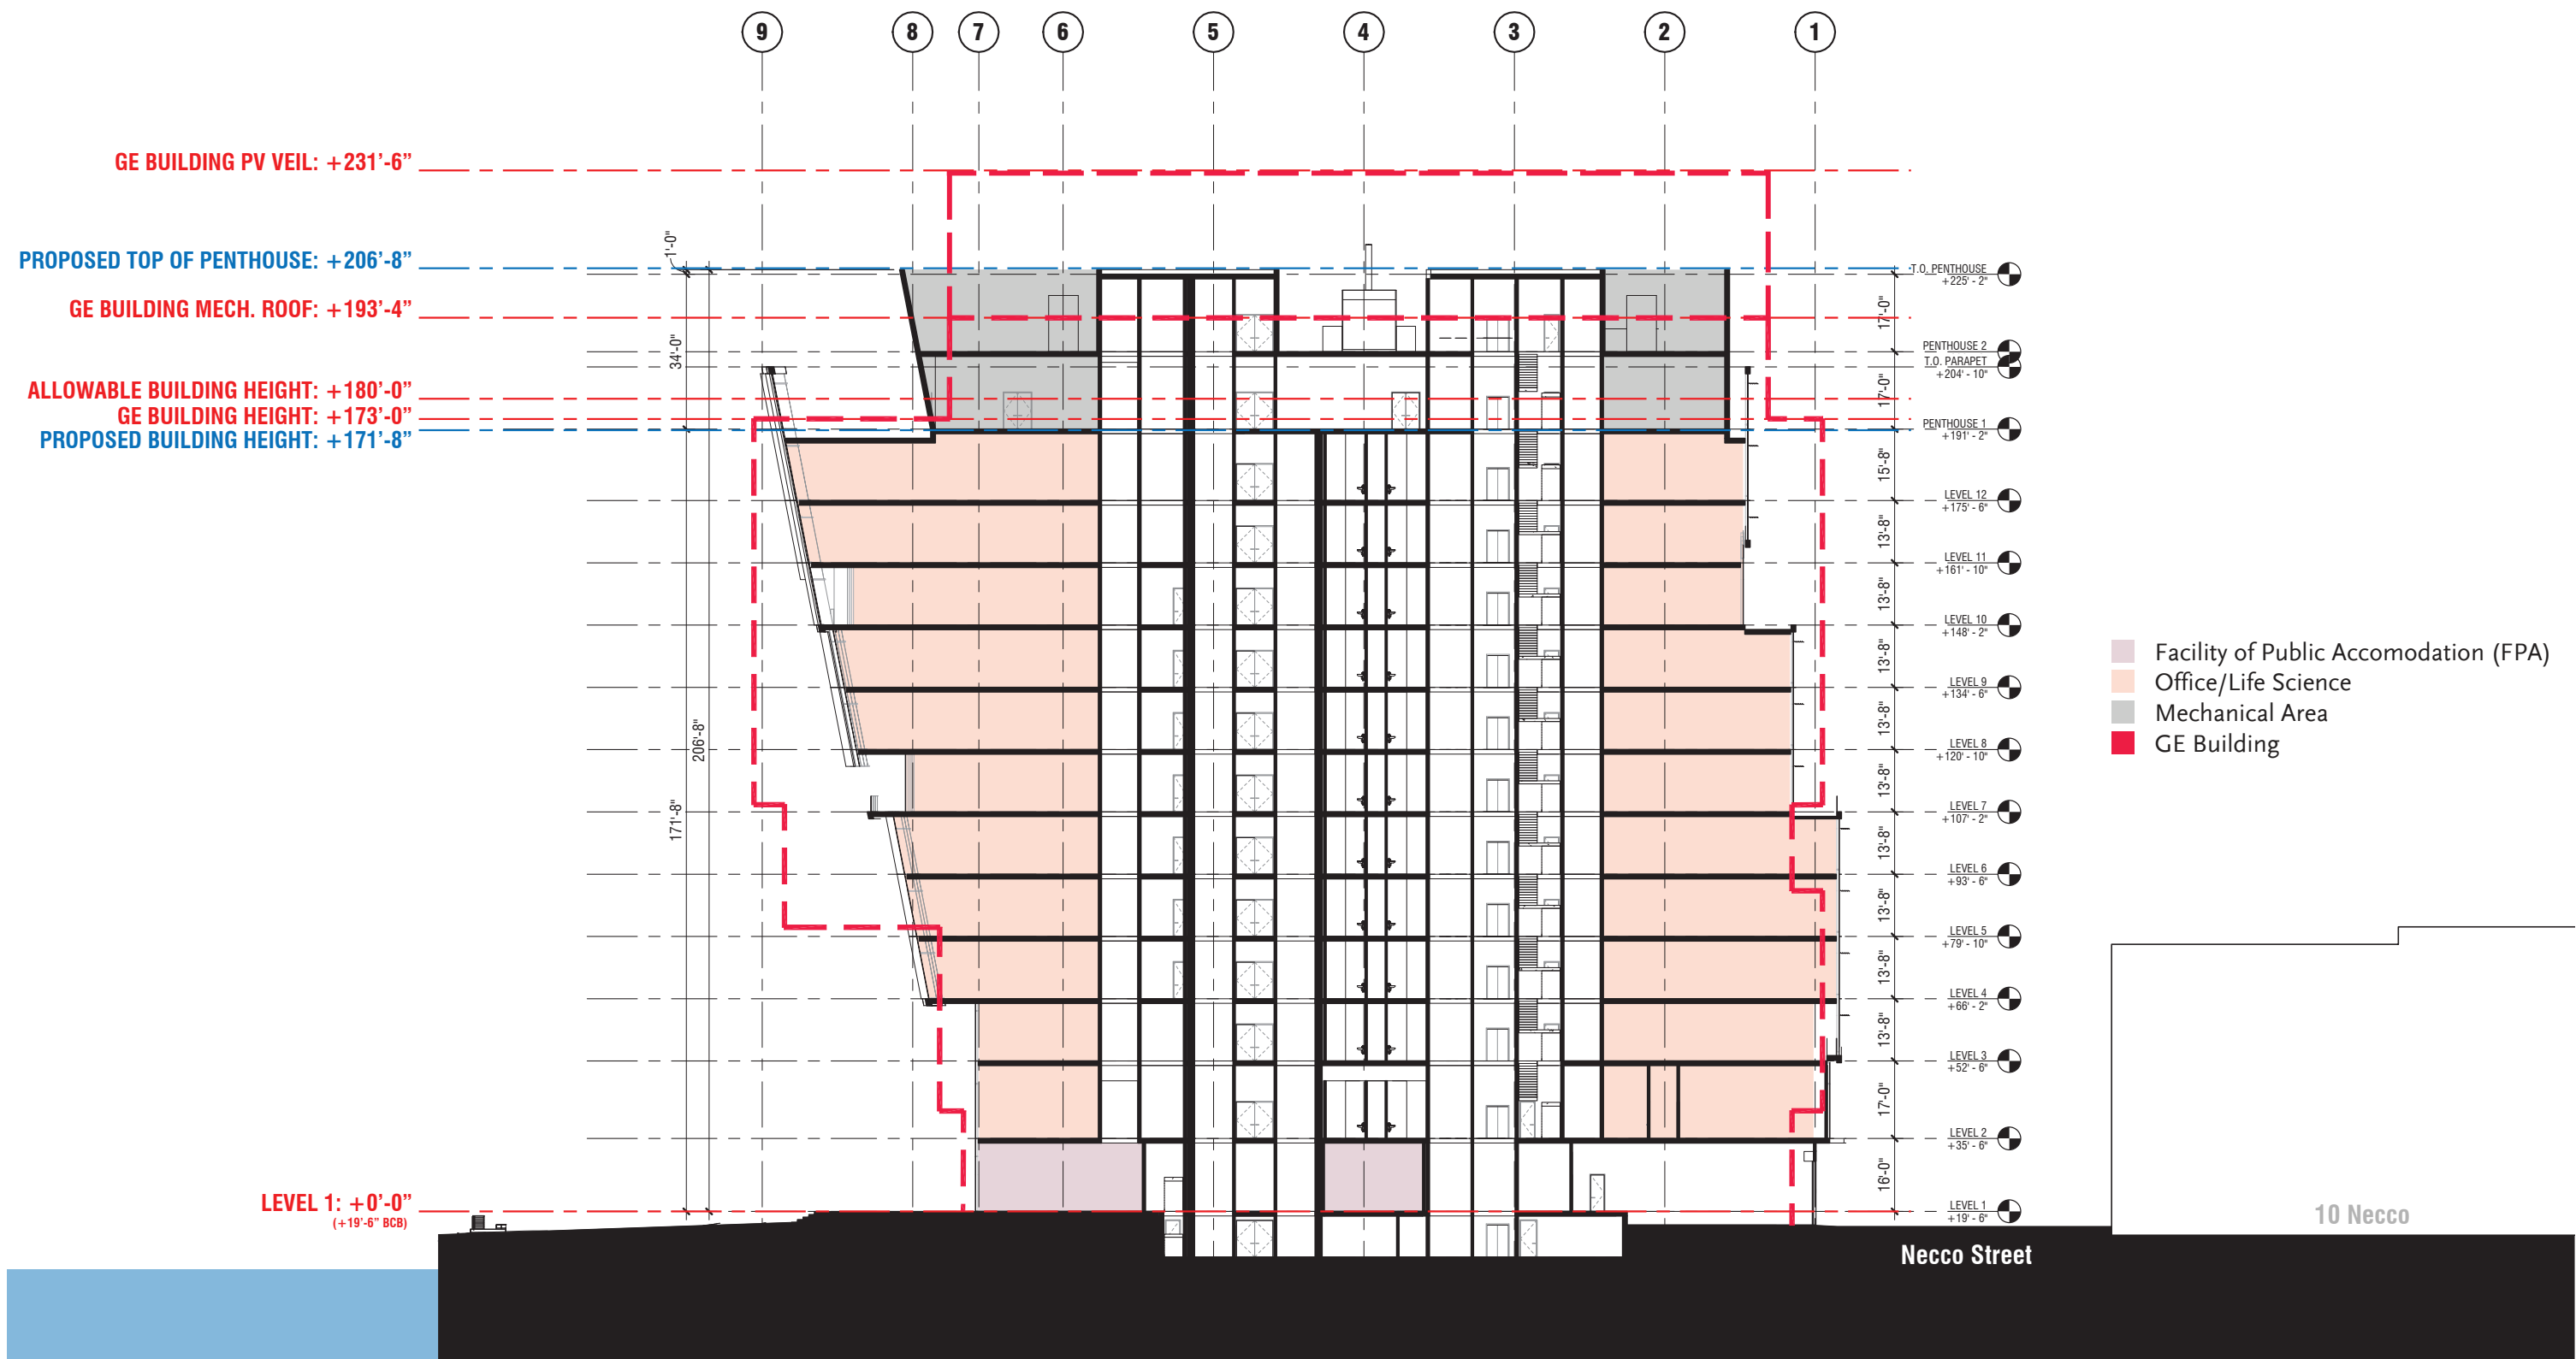 9 8 7 6 5 4 3 2 1
GE BUILDING PV VEIL: +231'-6"
PROPOSED TOP OF PENTHOUSE: +206'-8"
GE BUILDING MECH. ROOF: +193'-4"
ALLOWABLE BUILDING HEIGHT: +180'-0"
GE BUILDING HEIGHT: +173'-0"
PROPOSED BUILDING HEIGHT: +171'-8"
LEVEL 1: +0'-0"
(+19'-6" BCB)
1'-0"
34'-0"
206'-8"
171'-8"
T.O. PENTHOUSE
+225' - 2"
17'-0"
PENTHOUSE 2
T.O. PARAPET
+204' - 10"
17'-0"
PENTHOUSE 1
+191' - 2"
15'-8"
LEVEL 12
+175' - 6"
13'-8"
LEVEL 11
+161' - 10"
13'-8"
LEVEL 10
+148' - 2"
13'-8"
LEVEL 9
+134' - 6"
13'-8"
LEVEL 8
+120' - 10"
13'-8"
LEVEL 7
+107' - 2"
13'-8"
LEVEL 6
+93' - 6"
13'-8"
LEVEL 5
+79' - 10"
13'-8"
LEVEL 4
+66' - 2"
13'-8"
LEVEL 3
+52' - 6"
17'-0"
LEVEL 2
+35' - 6"
16'-0"
LEVEL 1
+19' - 6"
Facility of Public Accomodation (FPA)
Office/Life Science
Mechanical Area
GE Building
10 Necco
Necco Street